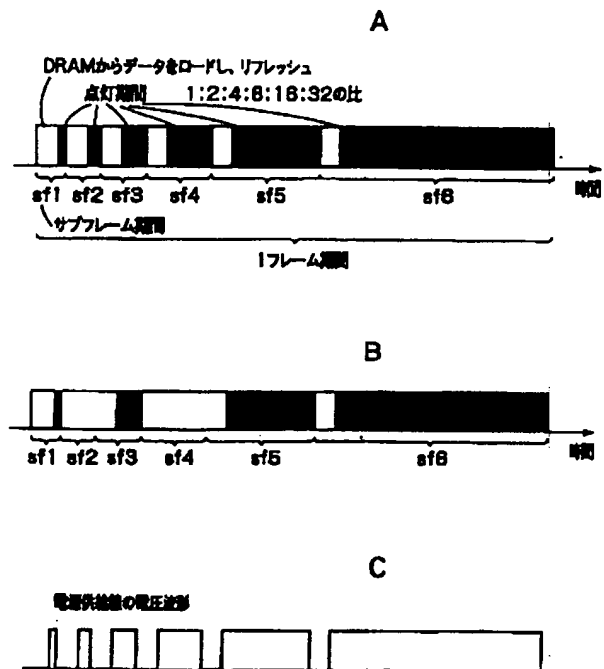 A
DRAMからデータをロードし、リフレッシュ
点灯期間 1:2:4:8:16:32の比
sf1 sf2 sf3 sf4 sf5 sf6 時間
サブフレーム期間
1フレーム期間
B
sf1 sf2 sf3 sf4 sf5 sf6 時間
C
電源供給線の電圧波形